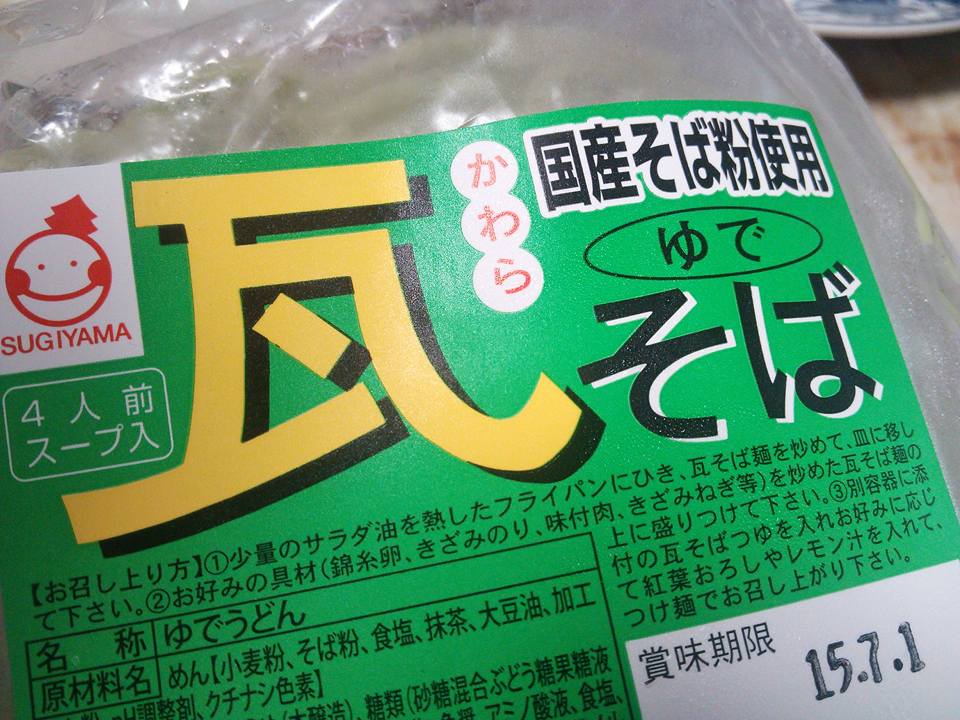 国産そば粉使用
かわら
ゆで
瓦そば
SUGIYAMA
4人前
スープ入
【お召し上り方】①少量のサラダ油を熱したフライパンにひき、瓦そば麺を炒めて、皿に移し
て下さい。②お好みの具材(錦糸卵、きざみのり、味付肉、きざみねぎ等)を炒めた瓦そば麺の
上に盛りつけて下さい。③別容器に添
付の瓦そばつゆを入れお好みに応じ
て紅葉おろしやレモン汁を入れて、
つけ麺でお召し上がり下さい。
名称 ゆでうどん
原材料名 めん【小麦粉、そば粉、食塩、抹茶、大豆油、加工
pH調整剤、クチナシ色素】
糖類(砂糖混合ぶどう糖果糖液
アミノ酸液、食塩、
賞味期限
15.7.1